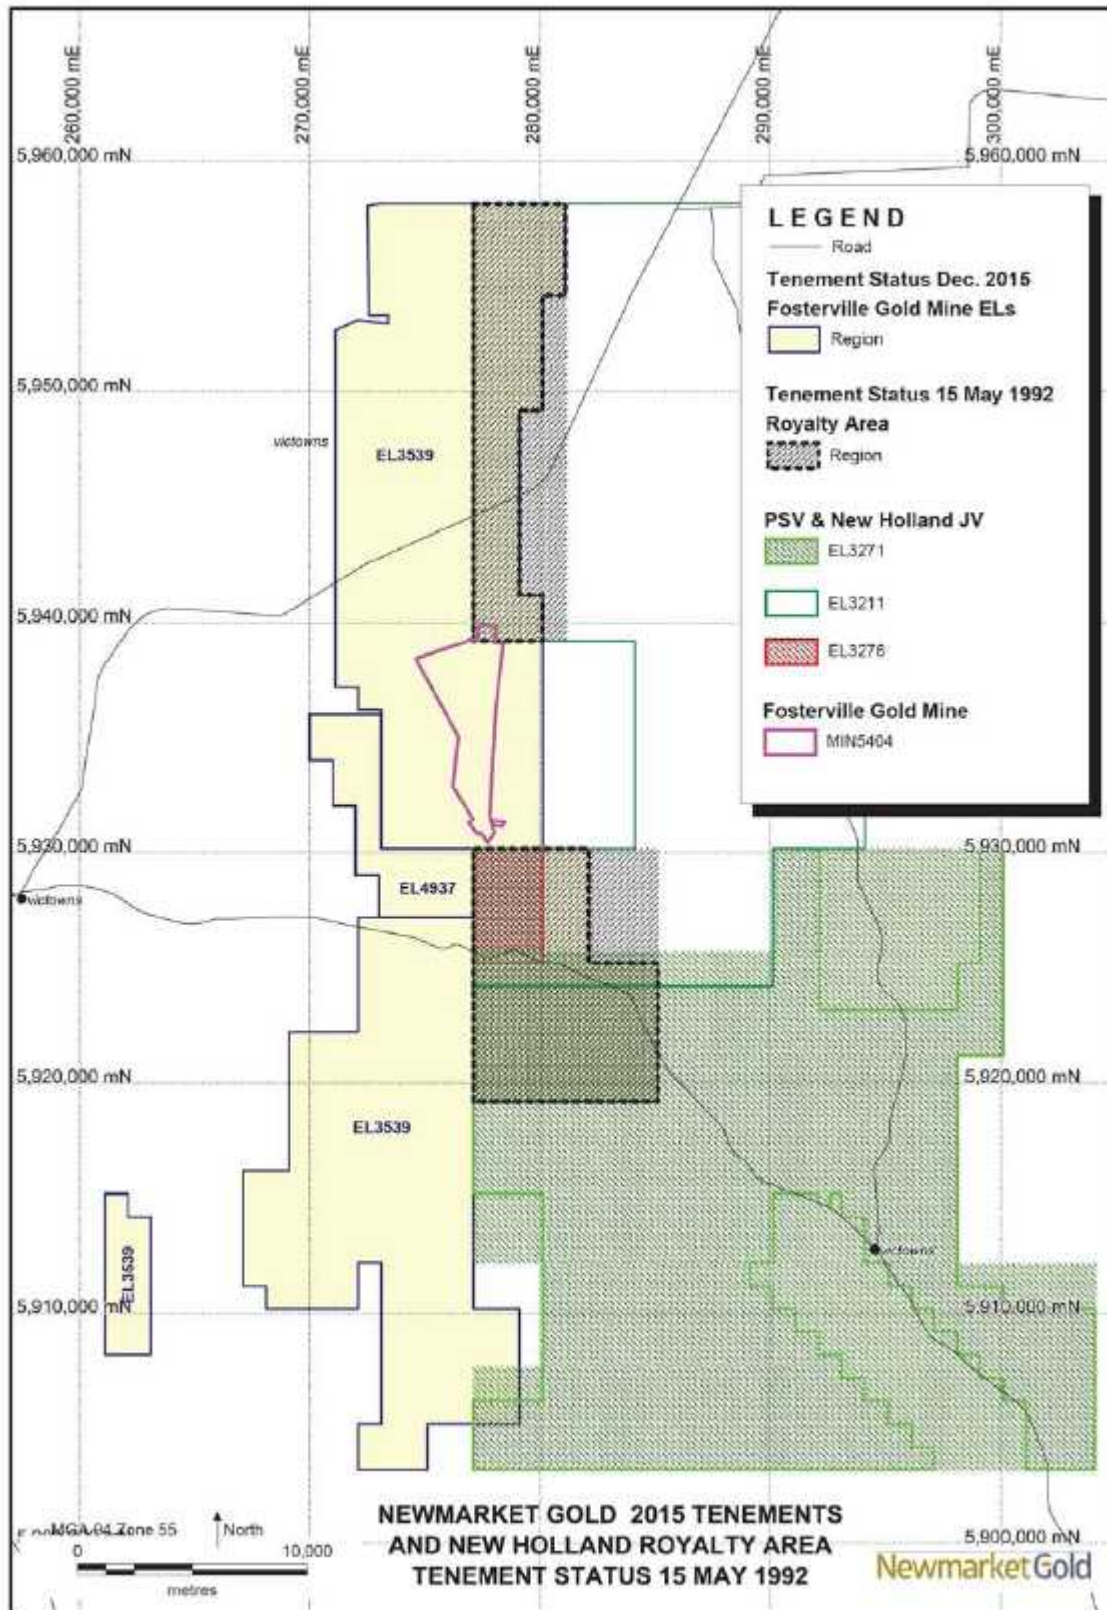 260,000 mE
270,000 mE
280,000 mE
290,000 mE
300,000 mE
5,960,000 mN
5,960,000 mN
LEGEND
Road
Tenement Status Dec. 2015
Fosterville Gold Mine ELs
Region
5,950,000 mN
Tenement Status 15 May 1992
Royalty Area
Region
victowns
EL3539
PSV & New Holland JV
EL3271
EL3211
EL3276
5,940,000 mN
Fosterville Gold Mine
MIN5404
5,930,000 mN
5,930,000 mN
EL4937
victowns
5,920,000 mN
5,920,000 mN
EL3539
victowns
EL3539
5,910,000 mN
5,910,000 mN
MGA 94 Zone 55
North
0 10,000
metres
NEWMARKET GOLD 2015 TENEMENTS
AND NEW HOLLAND ROYALTY AREA
TENEMENT STATUS 15 MAY 1992
5,900,000 mN
NewmarketGold